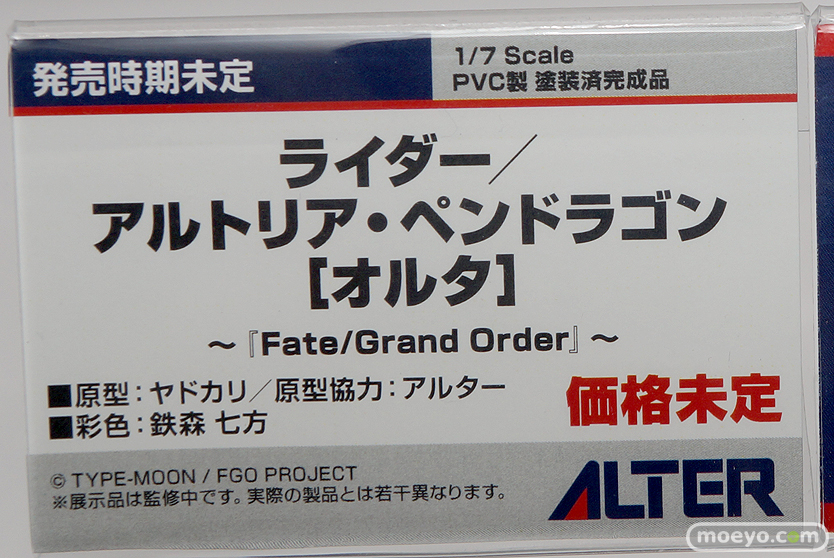 発売時期未定
1/7 Scale
PVC製 塗装済完成品
ライダー／
アルトリア・ペンドラゴン
[オルタ]
～『Fate/Grand Order』～
■原型：ヤドカリ／原型協力：アルター
■彩色：鉄森 七方
価格未定
© TYPE-MOON / FGO PROJECT
※展示品は監修中です。実際の製品とは若干異なります。
ALTER
moeyo.com